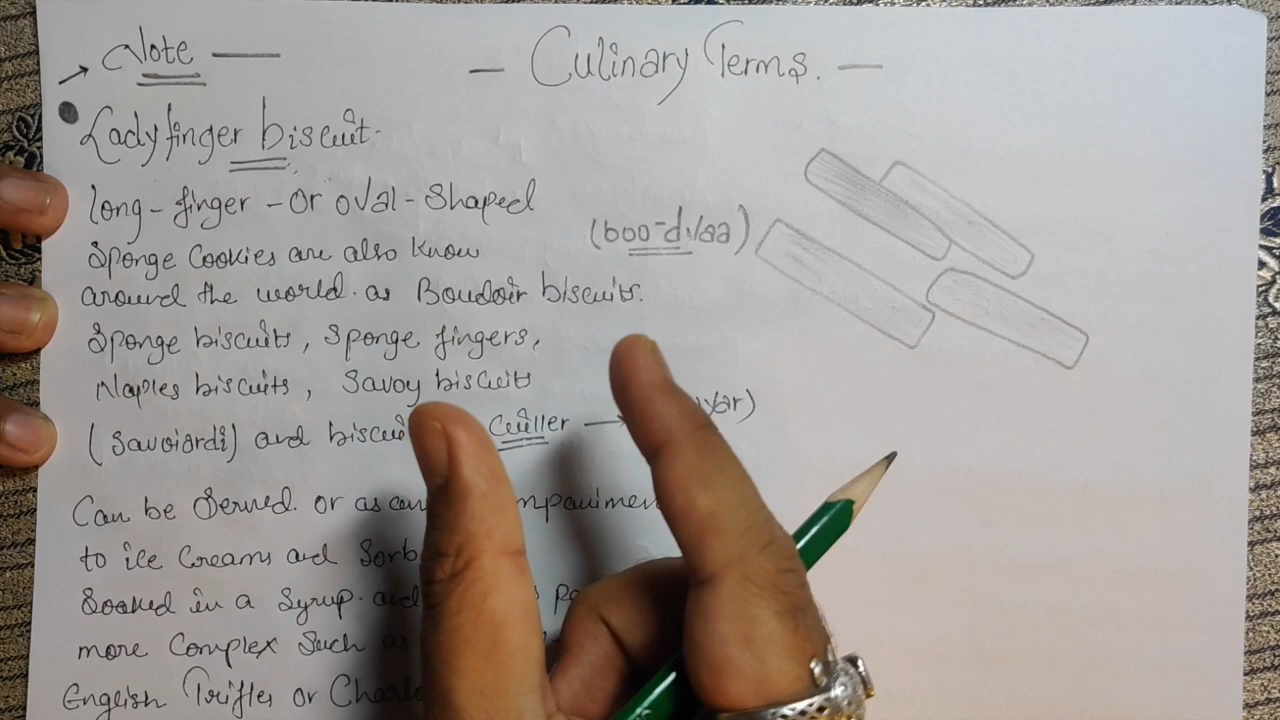 Note
- Culinary Terms. -
Ladyfinger biscuit-
long-finger-or oval-shaped
Sponge Cookies are also know
(boo-dwaa)
around the world. as Boudoir biscuits.
Sponge biscuits, Sponge fingers,
Naples biscuits, Savoy biscuits
(Savoiardi) and Cuiller
Can be Served. or as
to ice Creams and
Soaked in a Syrup. and
more Complex Such as
English Trifles or